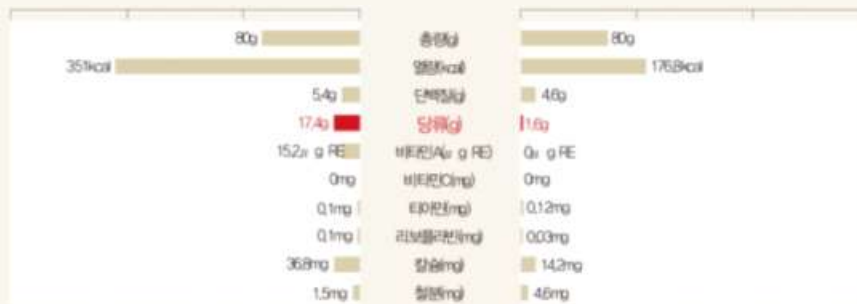 80g 총량(g) 80g
351kcal 열량(kcal) 176.8kcal
5.4g 단백질(g) 4.6g
17.4g 당류(g) 1.6g
15.2㎍ g RE 비타민A(㎍ g RE) 0㎍ g RE
0mg 비타민C(mg) 0mg
0.1mg 티아민(mg) 0.12mg
0.1mg 리보플라빈(mg) 0.03mg
36.8mg 칼슘(mg) 14.2mg
1.5mg 철분(mg) 4.6mg